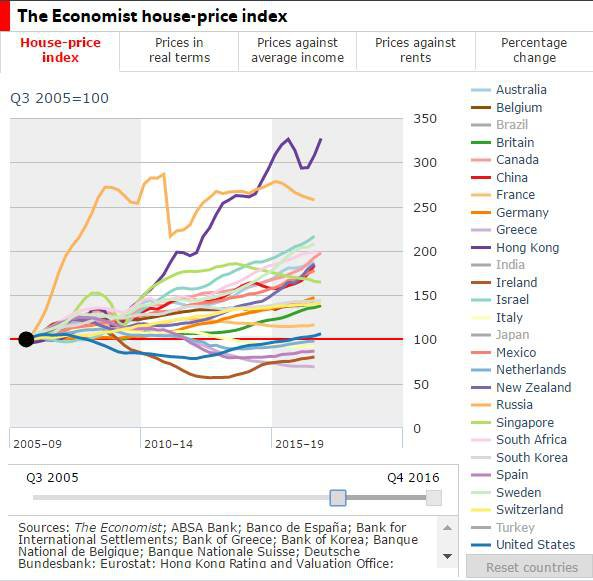 The Economist house-price index
House-price index
Prices in real terms
Prices against average income
Prices against rents
Percentage change
Q3 2005=100
350
300
250
200
150
100
50
0
2005-09
2010-14
2015-19
Australia
Belgium
Brazil
Britain
Canada
China
France
Germany
Greece
Hong Kong
India
Ireland
Israel
Italy
Japan
Mexico
Netherlands
New Zealand
Russia
Singapore
South Africa
South Korea
Spain
Sweden
Switzerland
Turkey
United States
Q3 2005
Q4 2016
Sources: The Economist; ABSA Bank; Banco de España; Bank for
International Settlements; Bank of Greece; Bank of Korea; Banque
National de Belgique; Banque Nationale Suisse; Deutsche
Bundesbank; Eurostat; Hong Kong Rating and Valuation Office;
Reset countries